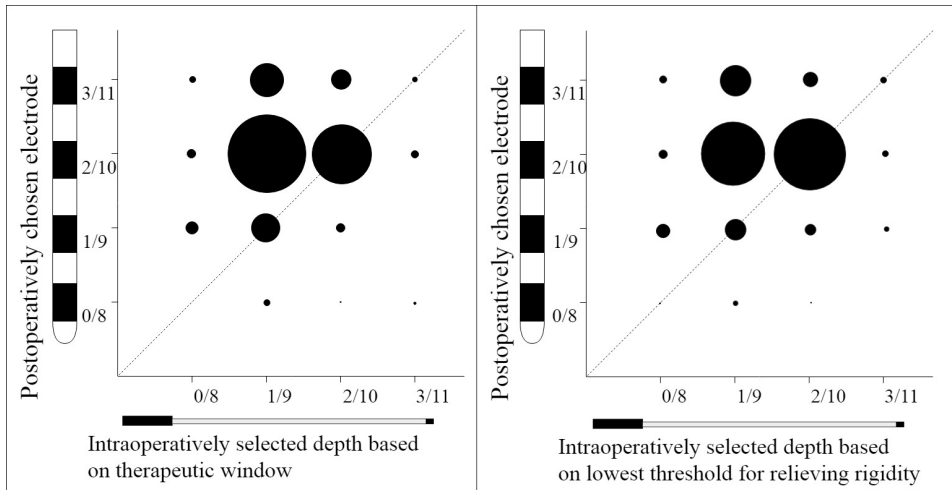 Postoperatively chosen electrode
3/11
2/10
1/9
0/8
0/8 1/9 2/10 3/11
Intraoperatively selected depth based
on therapeutic window
Postoperatively chosen electrode
3/11
2/10
1/9
0/8
0/8 1/9 2/10 3/11
Intraoperatively selected depth based
on lowest threshold for relieving rigidity